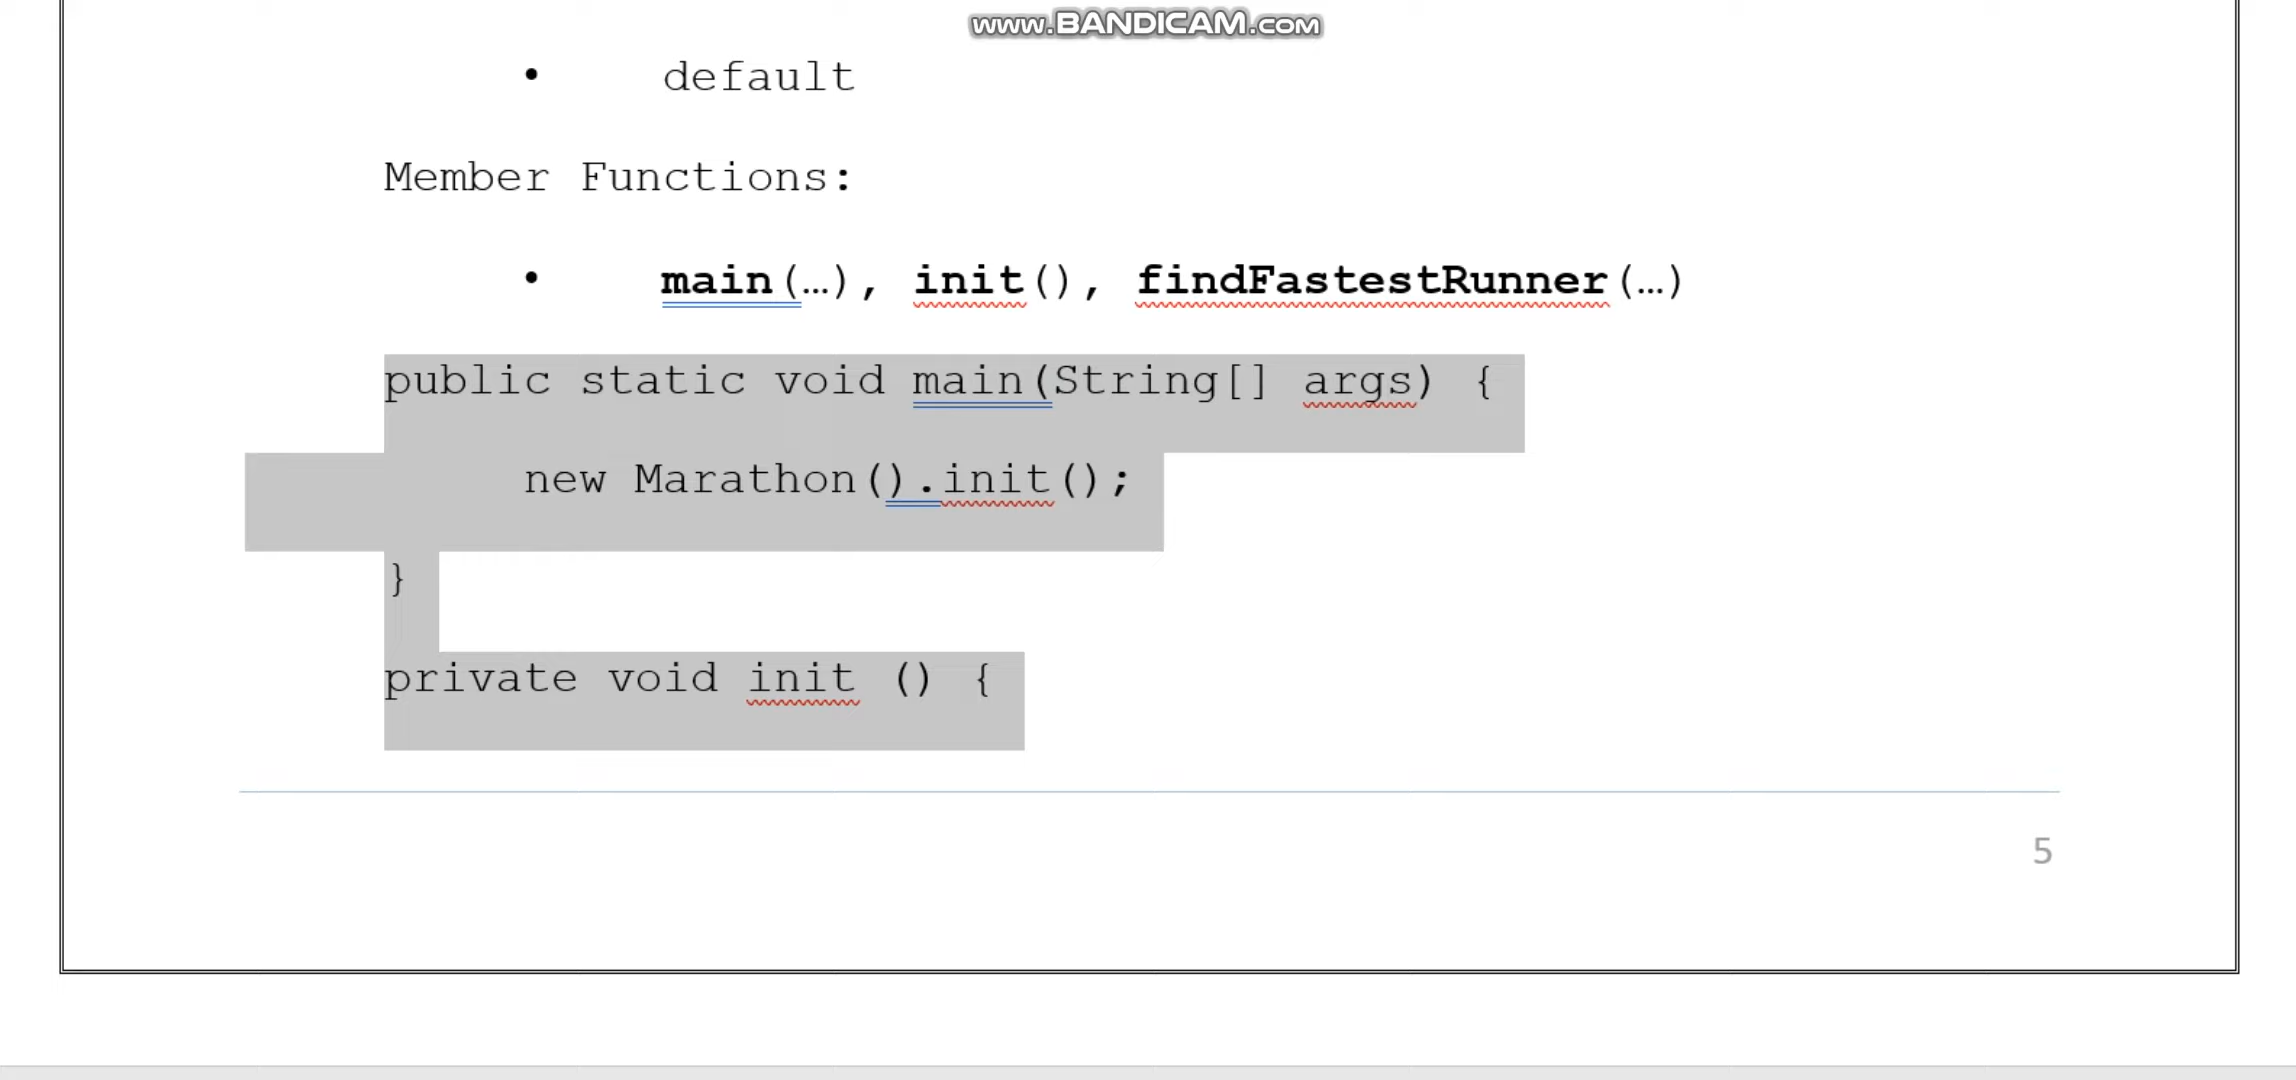 www.BANDICAM.com
• default
Member Functions:
• main(…), init(), findFastestRunner(…)
public static void main(String[] args) {
new Marathon().init();
}
private void init () {
5